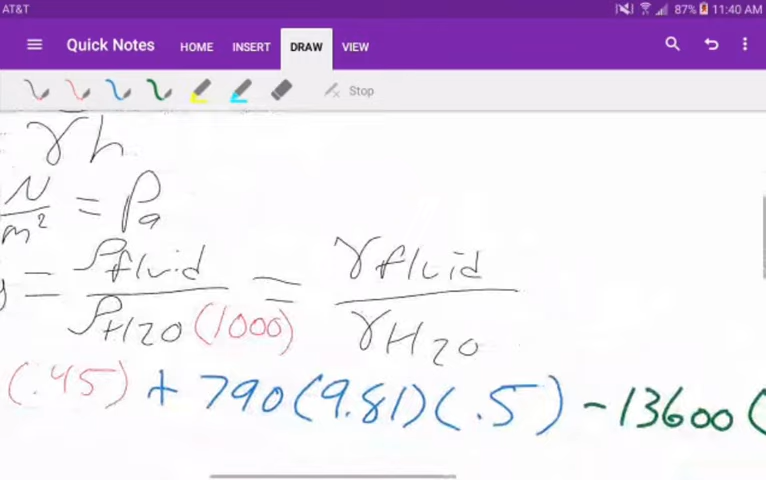 AT&T 87% 11:40 AM
Quick Notes HOME INSERT DRAW VIEW
Stop
γh
N/m² = Pa
= ρfluid/ρH2O (1000) = γfluid/γH2O
(.45) + 790(9.81)(.5) - 13600(